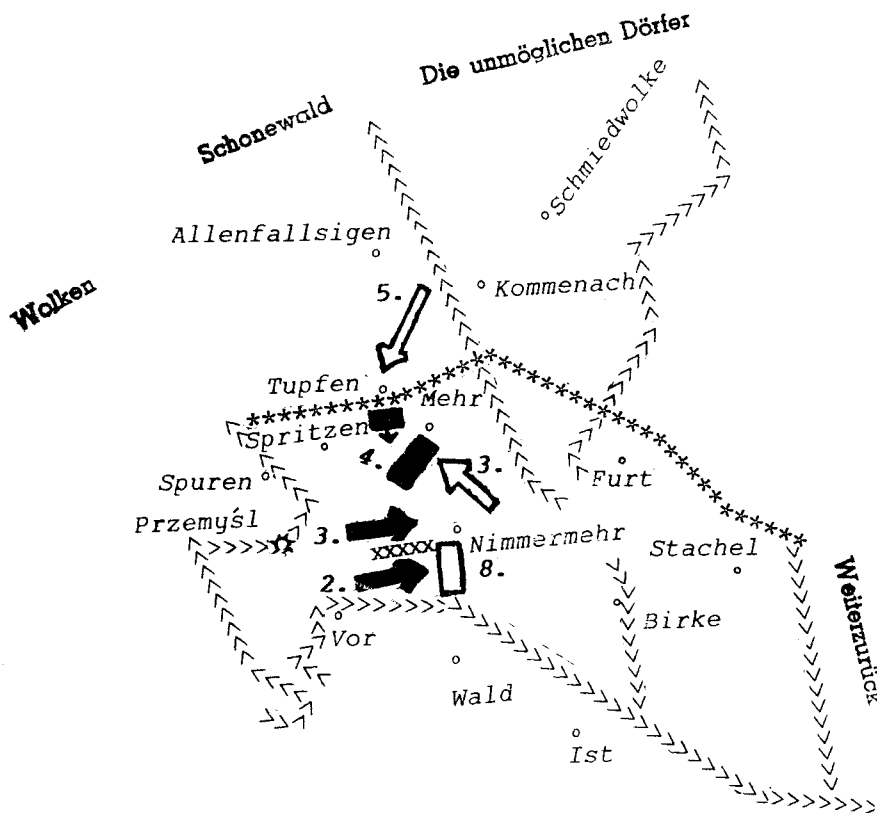 Die unmöglichen Dörfer
Schonewald
Schmiedwolke
Allenfallsigen
Wolken
Kommenach
5.
Tupfen
Mehr
Spritzen
4.
3.
Spuren
Furt
Przemyśl
3.
Nimmermehr
xxxxx
Stachel
2.
8.
Weiterzurück
Birke
Vor
Wald
Ist